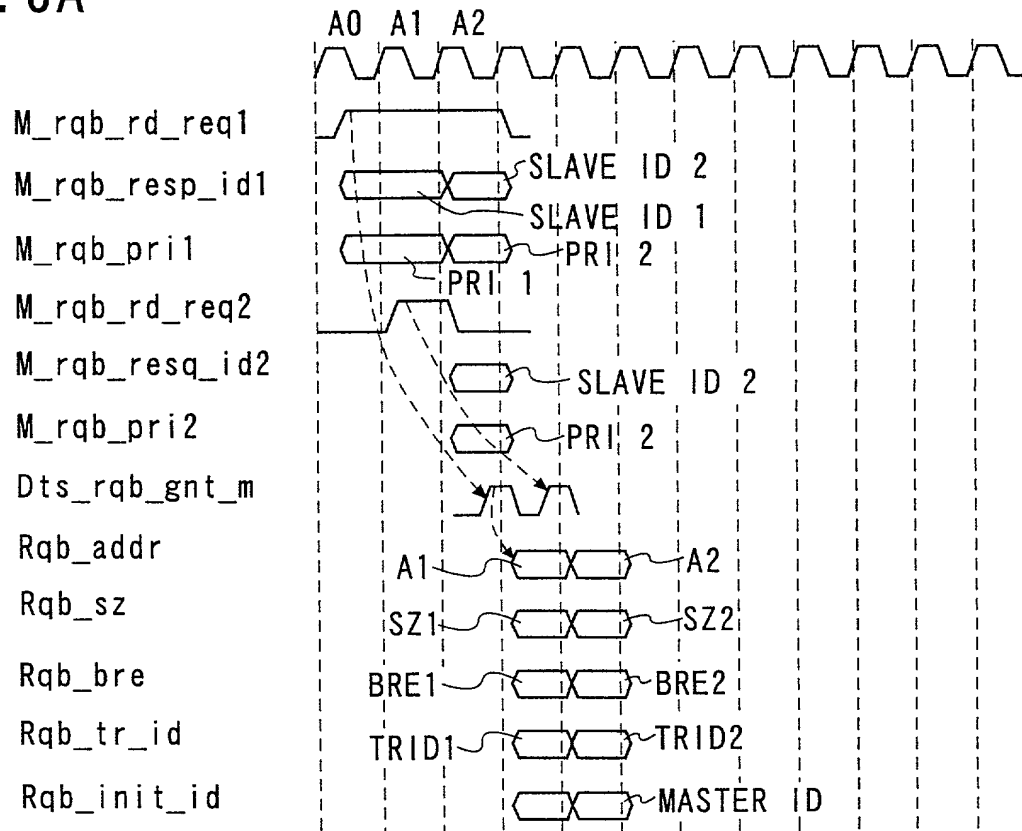 A0 A1 A2
M_rqb_rd_req1
M_rqb_resp_id1 SLAVE ID 2
SLAVE ID 1
M_rqb_pri1 PRI 2
PRI 1
M_rqb_rd_req2
M_rqb_resq_id2 SLAVE ID 2
M_rqb_pri2 PRI 2
Dts_rqb_gnt_m
Rqb_addr A1 A2
Rqb_sz SZ1 SZ2
Rqb_bre BRE1 BRE2
Rqb_tr_id TRID1 TRID2
Rqb_init_id MASTER ID